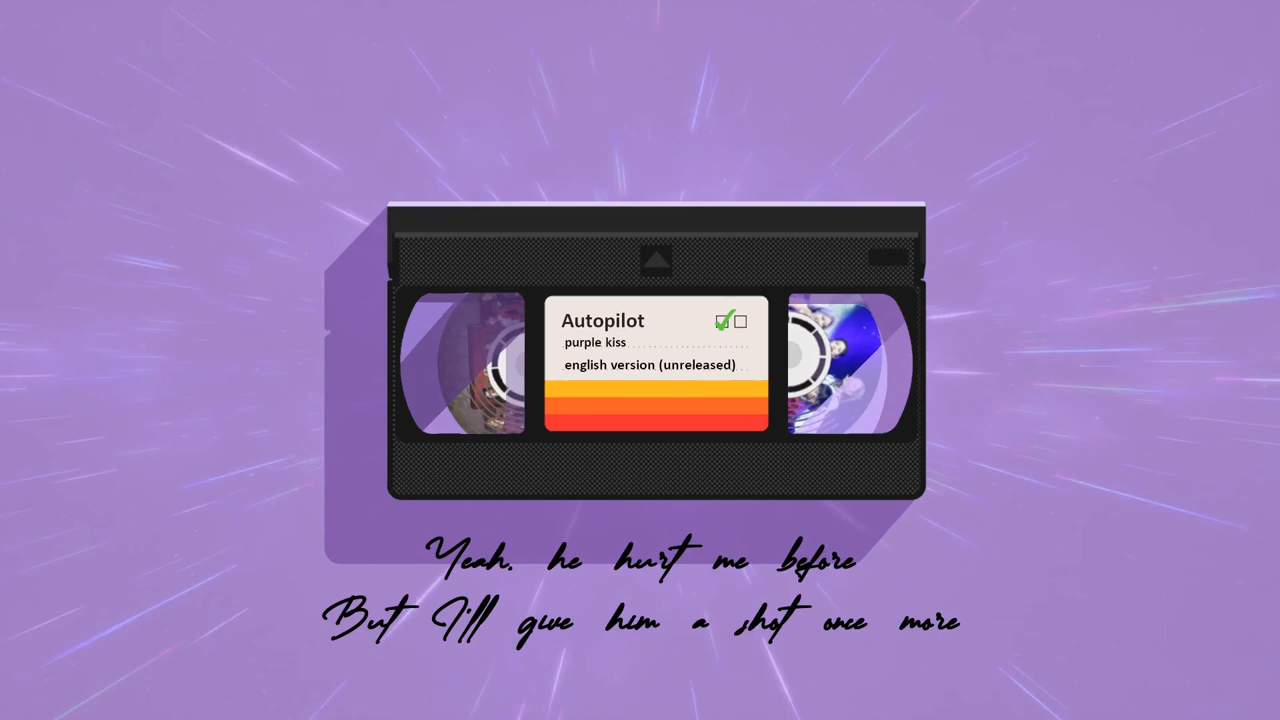 Autopilot
purple kiss
english version (unreleased)
Yeah, he hurt me before
But I'll give him a shot once more